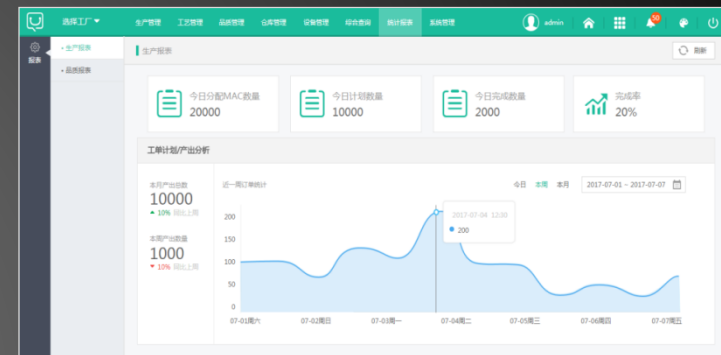 选择工厂
生产管理 工艺管理 品质管理 仓库管理 设备管理 综合查询 统计报表 系统管理
admin
50
报表
生产报表
品质报表
生产报表
刷新
今日分配MAC数量
20000
今日计划数量
10000
今日完成数量
2000
完成率
20%
工单计划/产出分析
本月产出总数
10000
10% 同比上周
本周产出数量
1000
10% 同比上周
近一周订单统计
今日 本周 本月 2017-07-01 ~ 2017-07-07
2017-07-04 13:30
200
200
150
100
50
0
07-01周六 07-02周日 07-03周一 07-04周二 07-05周三 07-06周四 07-07周五